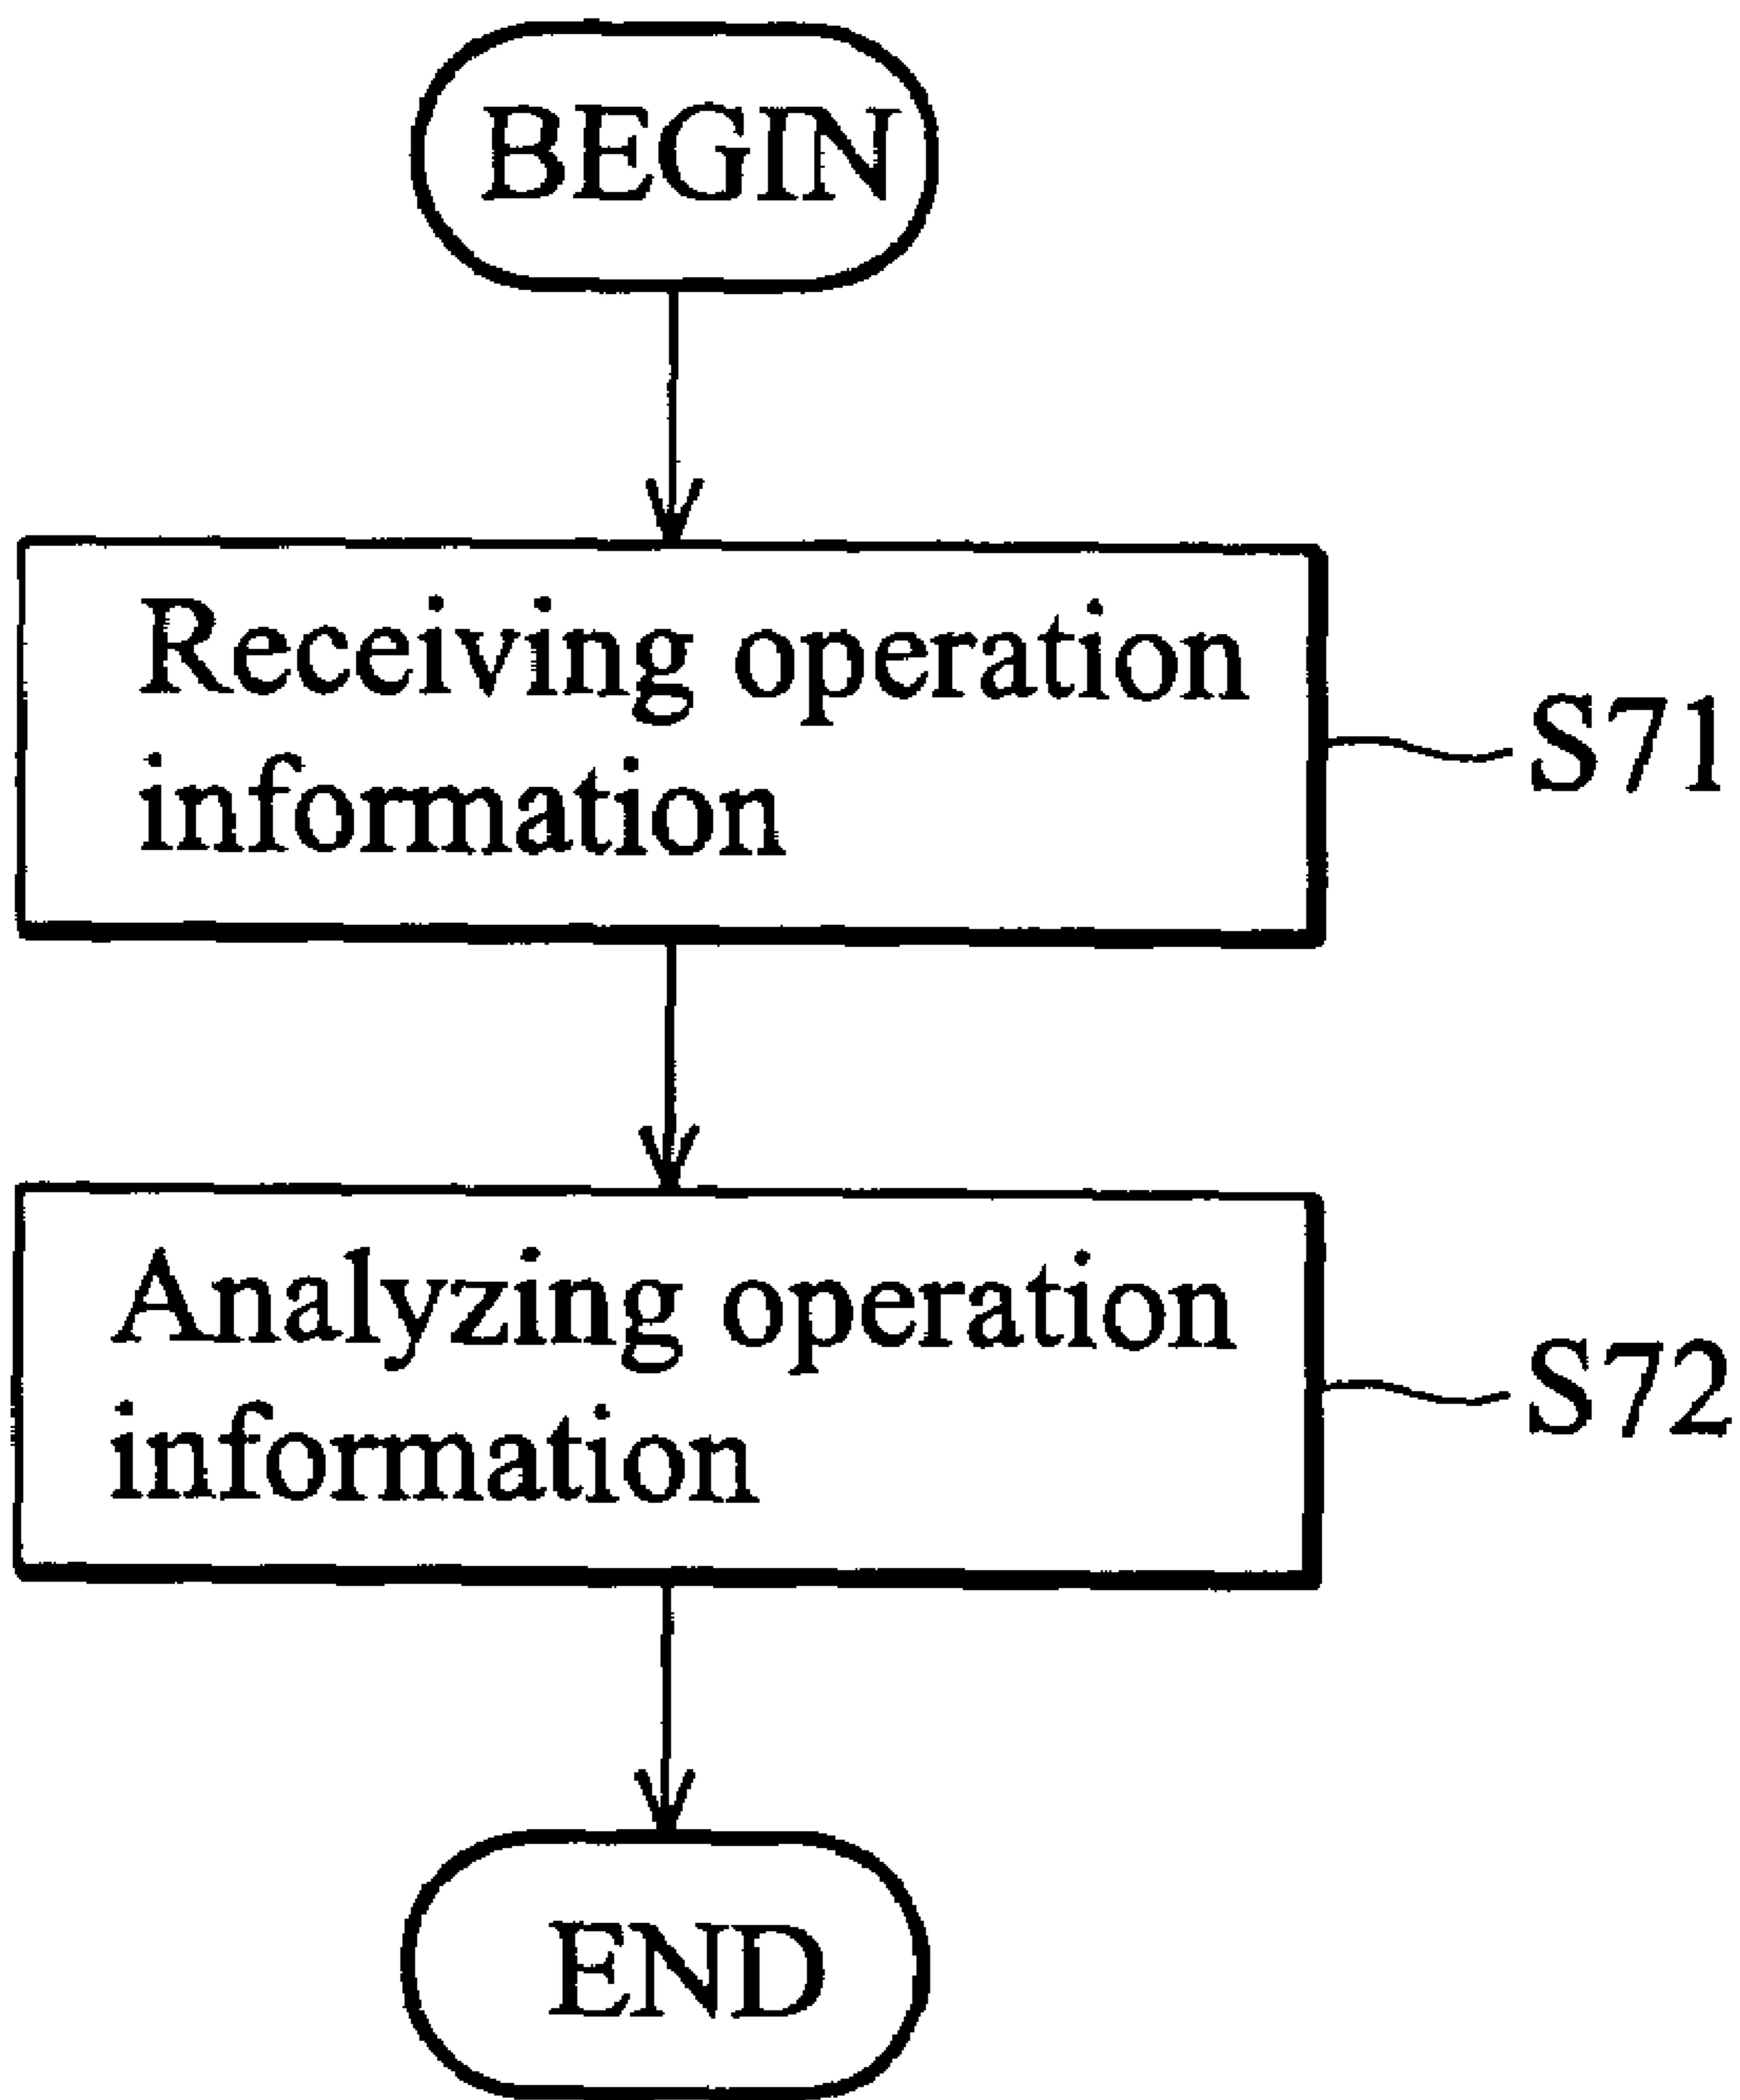 BEGIN
Receiving operation
information
S71
Analyzing operation
information
S72
END